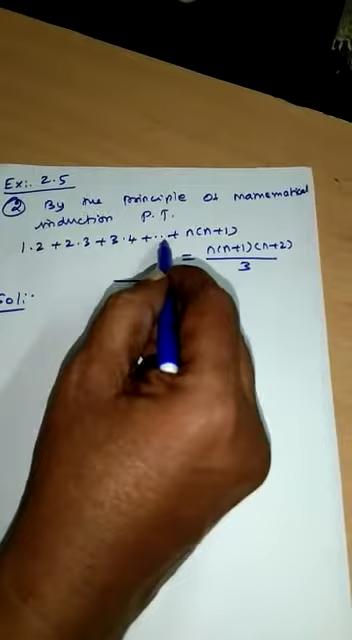 Ex:. 2.5
② By the principle of mathematical
induction P.T.
1.2 + 2.3 + 3.4 + ... + n(n+1)
= n(n+1)(n+2)/3
Sol:.